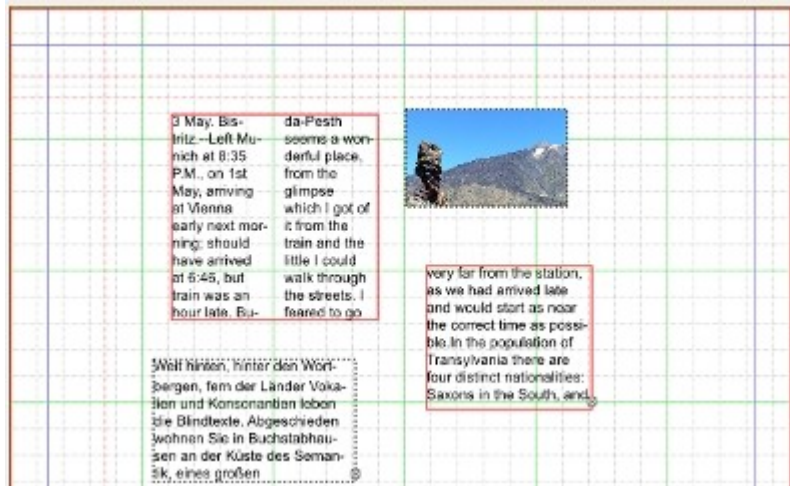 3 May. Bis-
tritz.--Left Mu-
nich at 8:35
P.M., on 1st
May, arriving
at Vienna
early next mor-
ning; should
have arrived
at 6:46, but
train was an
hour late. Bu-
da-Pesth
seems a won-
derful place,
from the
glimpse
which I got of
it from the
train and the
little I could
walk through
the streets. I
feared to go
very far from the station,
as we had arrived late
and would start as near
the correct time as possi-
ble.In the population of
Transylvania there are
four distinct nationalities:
Saxons in the South, and
Weit hinten, hinter den Wort-
bergen, fern der Länder Voka-
lien und Konsonantien leben
die Blindtexte. Abgeschieden
wohnen Sie in Buchstabhau-
sen an der Küste des Seman-
tik, eines großen